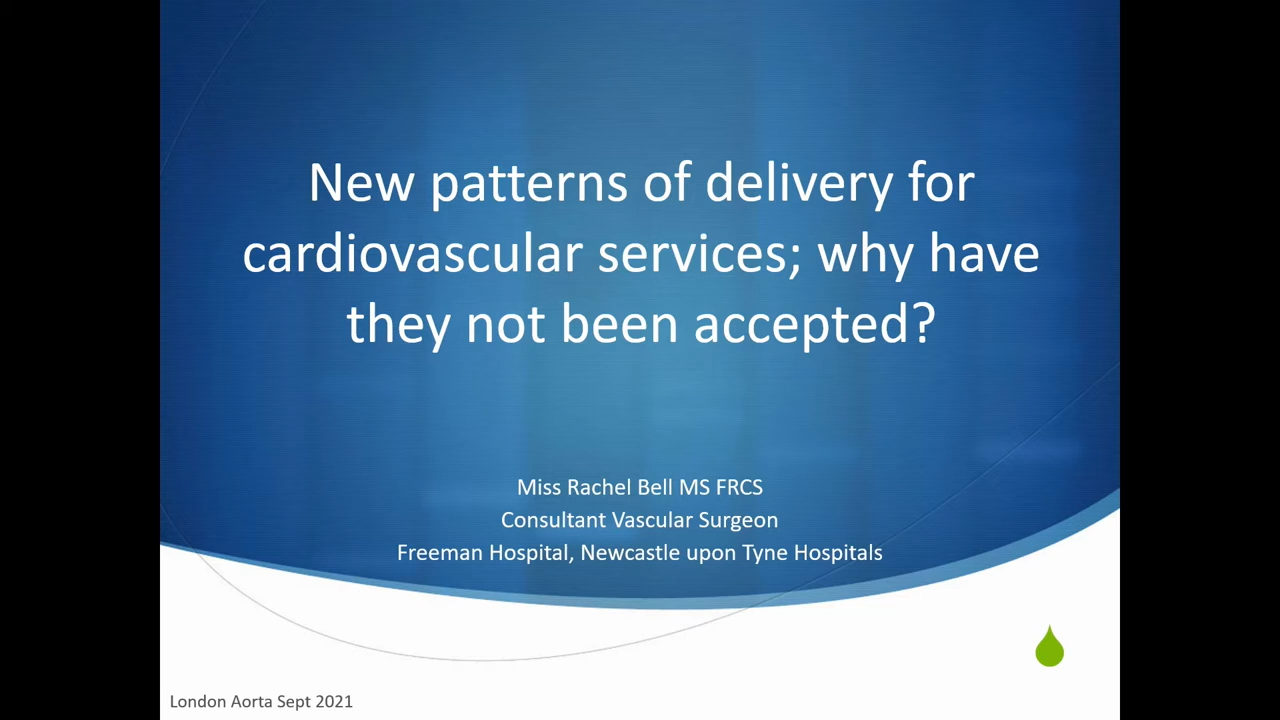 New patterns of delivery for
cardiovascular services; why have
they not been accepted?
Miss Rachel Bell MS FRCS
Consultant Vascular Surgeon
Freeman Hospital, Newcastle upon Tyne Hospitals
London Aorta Sept 2021